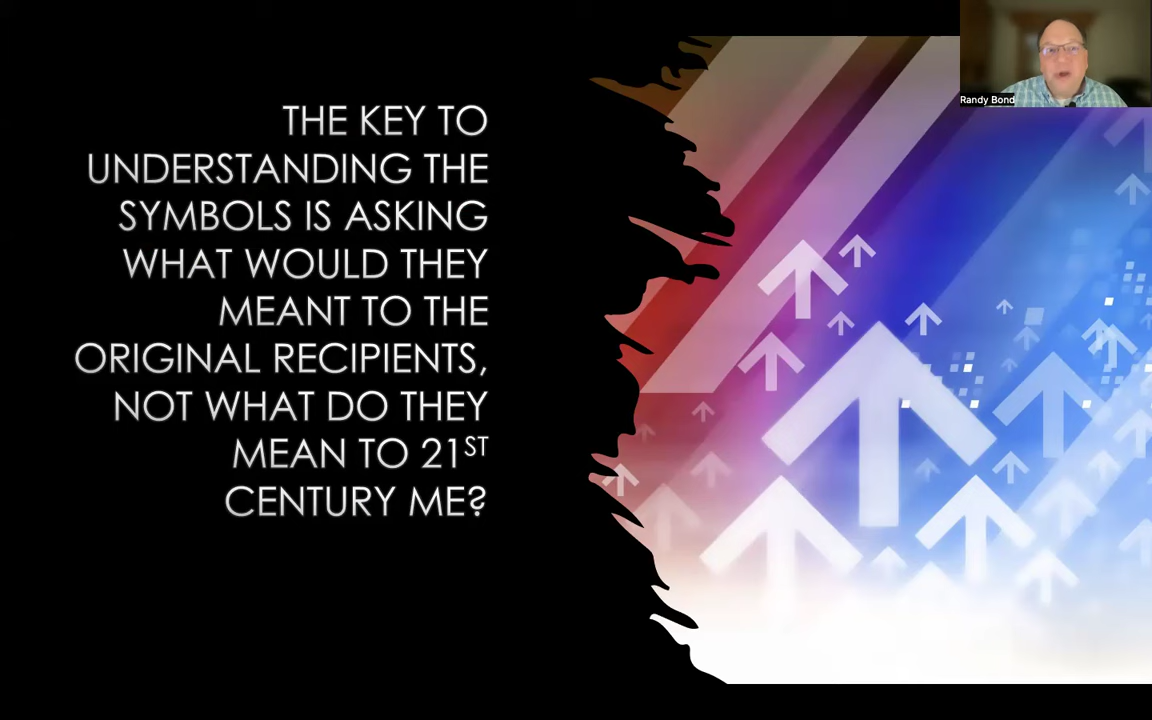 THE KEY TO
UNDERSTANDING THE
SYMBOLS IS ASKING
WHAT WOULD THEY
MEANT TO THE
ORIGINAL RECIPIENTS,
NOT WHAT DO THEY
MEAN TO 21ST
CENTURY ME?
Randy Bond